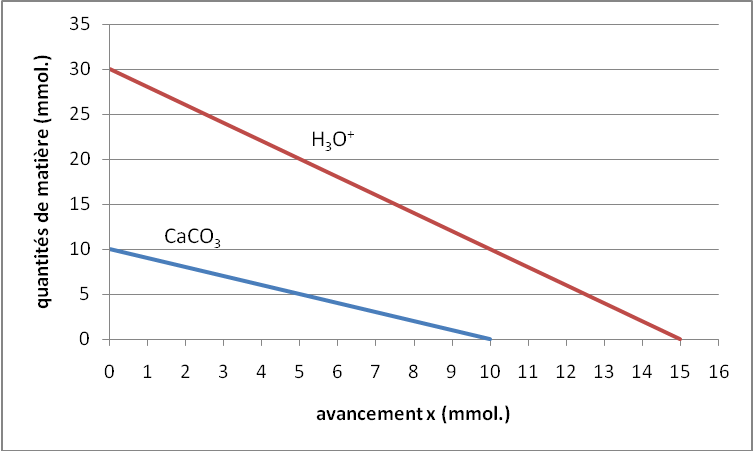 quantités de matière (mmol.)
35
30
25
20
15
10
5
0
H₃O⁺
CaCO₃
0 1 2 3 4 5 6 7 8 9 10 11 12 13 14 15 16
avancement x (mmol.)